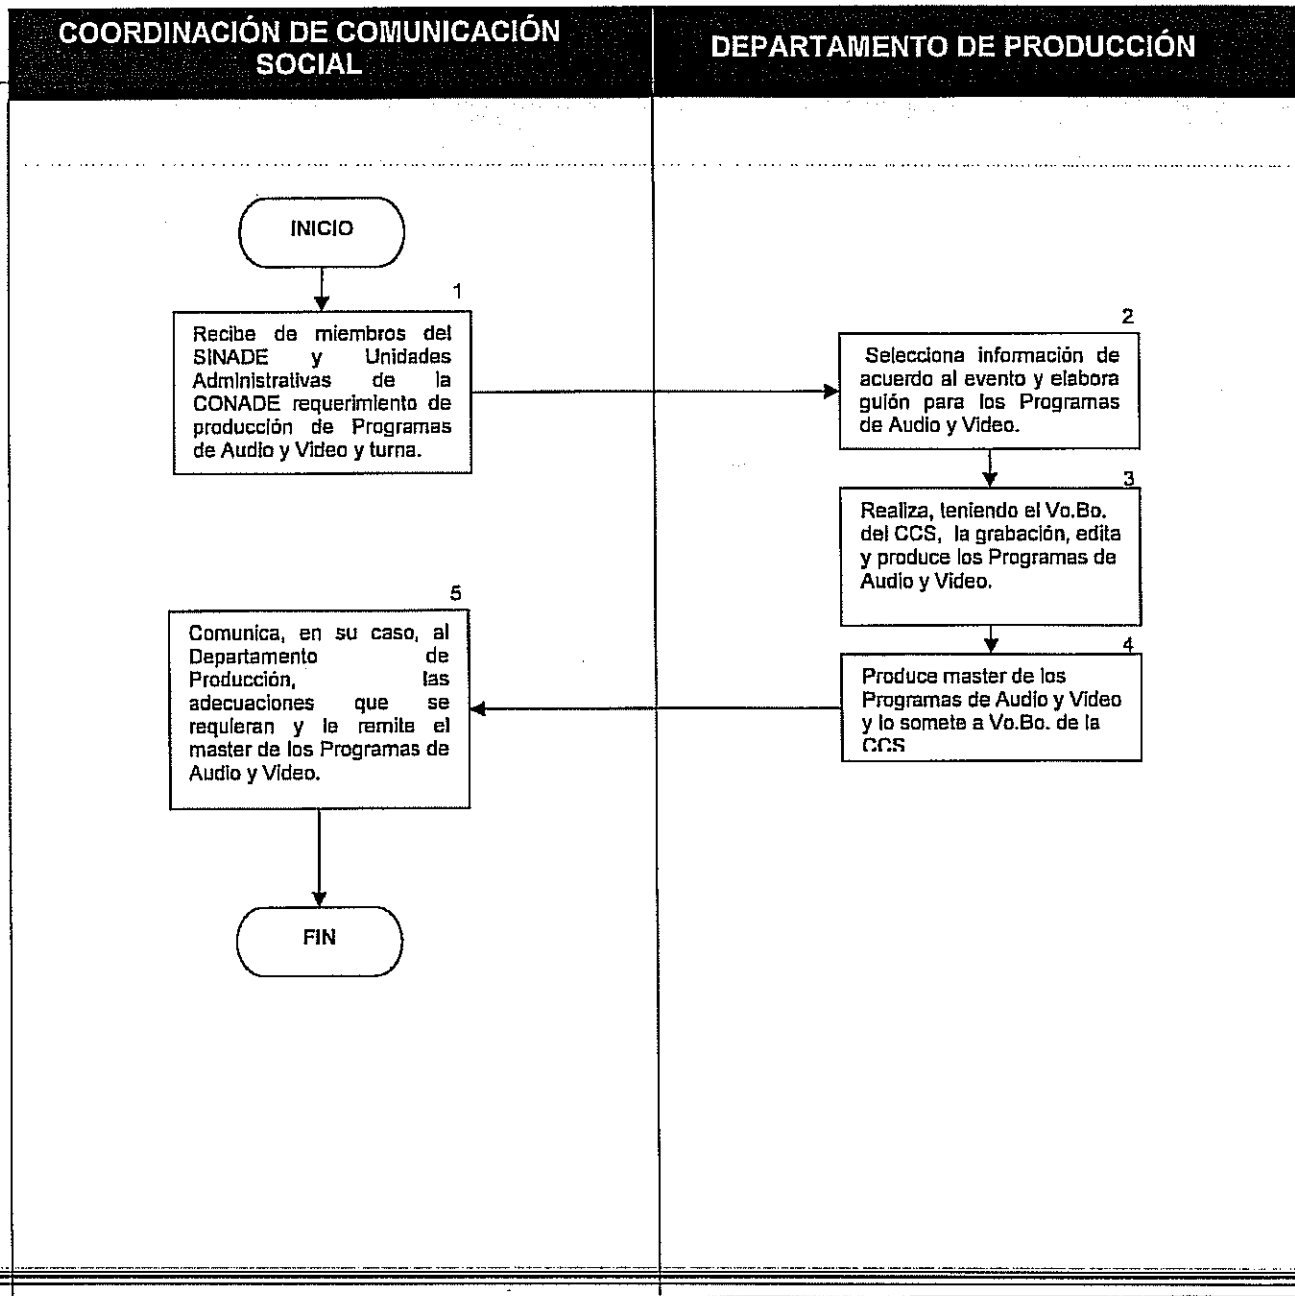 COORDINACIÓN DE COMUNICACIÓN
SOCIAL
DEPARTAMENTO DE PRODUCCIÓN
INICIO
1
Recibe de miembros del
SINADE y Unidades
Administrativas de la
CONADE requerimiento de
producción de Programas
de Audio y Video y turna.
2
Selecciona información de
acuerdo al evento y elabora
guión para los Programas
de Audio y Video.
3
Realiza, teniendo el Vo.Bo.
del CCS, la grabación, edita
y produce los Programas de
Audio y Video.
4
Produce master de los
Programas de Audio y Video
y lo somete a Vo.Bo. de la
CCS
5
Comunica, en su caso, al
Departamento de
Producción, las
adecuaciones que se
requieran y le remite el
master de los Programas de
Audio y Video.
FIN